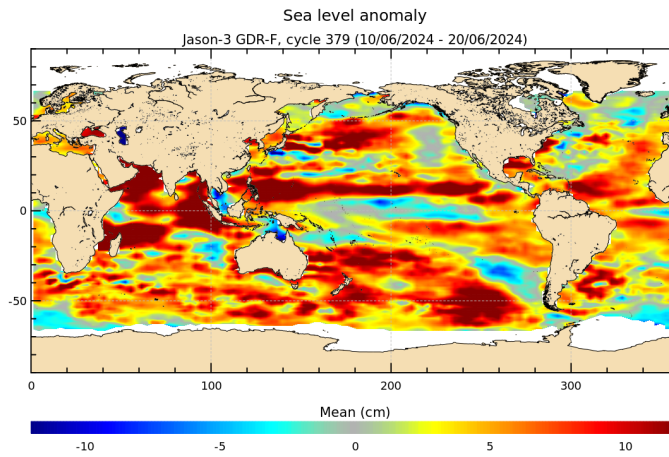 Sea level anomaly
Jason-3 GDR-F, cycle 379 (10/06/2024 - 20/06/2024)
50
0
-50
0 100 200 300
Mean (cm)
-10 -5 0 5 10